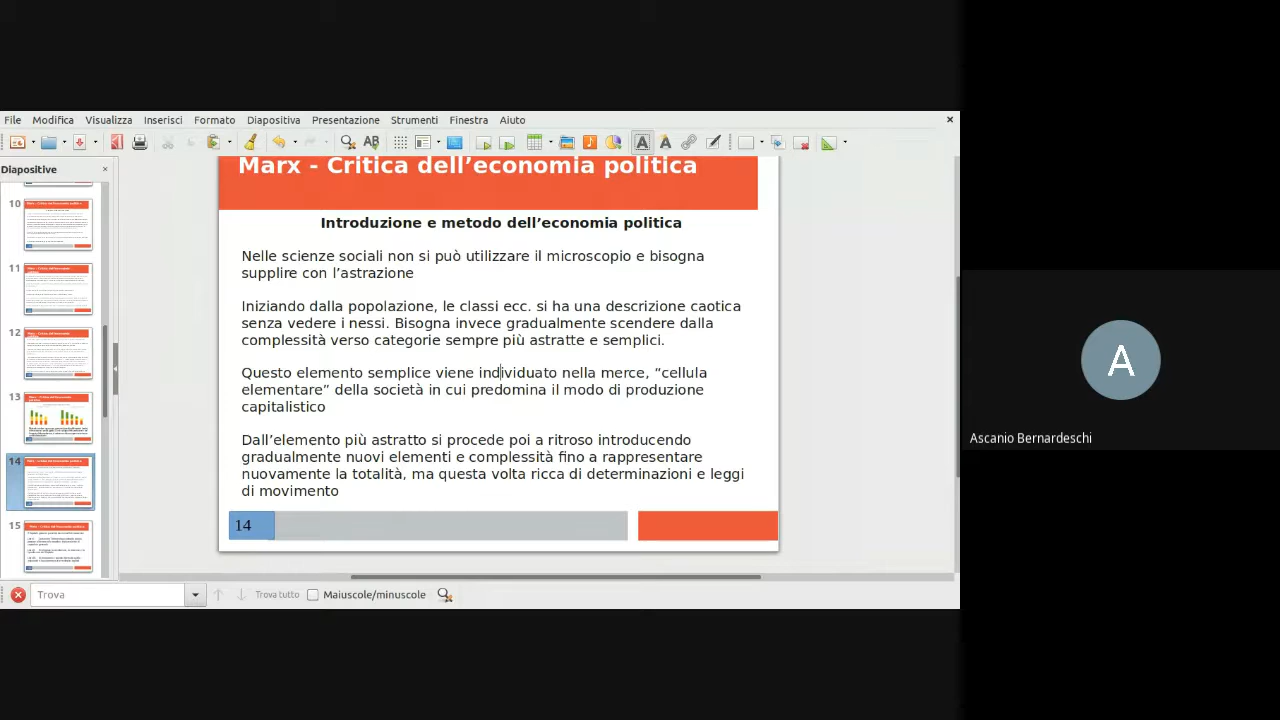 File Modifica Visualizza Inserisci Formato Diapositiva Presentazione Strumenti Finestra Aiuto
Diapositive
10
11
12
13
14
15
Marx - Critica dell’economia politica
Introduzione e metodo nell’economia politica
Nelle scienze sociali non si può utilizzare il microscopio e bisogna
supplire con l’astrazione
Iniziando dalla popolazione, le classi ecc. si ha una descrizione caotica
senza vedere i nessi. Bisogna invece gradualmente scendere dalla
complessità verso categorie sempre più astratte e semplici.
Questo elemento semplice viene individuato nella merce, “cellula
elementare” della società in cui predomina il modo di produzione
capitalistico
Dall’elemento più astratto si procede poi a ritroso introducendo
gradualmente nuovi elementi di complessità fino a rappresentare
nuovamente la totalità, ma questa volta ricca di determinazioni e leggi
di movimento
14
Trova
Trova tutto
Maiuscole/minuscole
A
Ascanio Bernardeschi